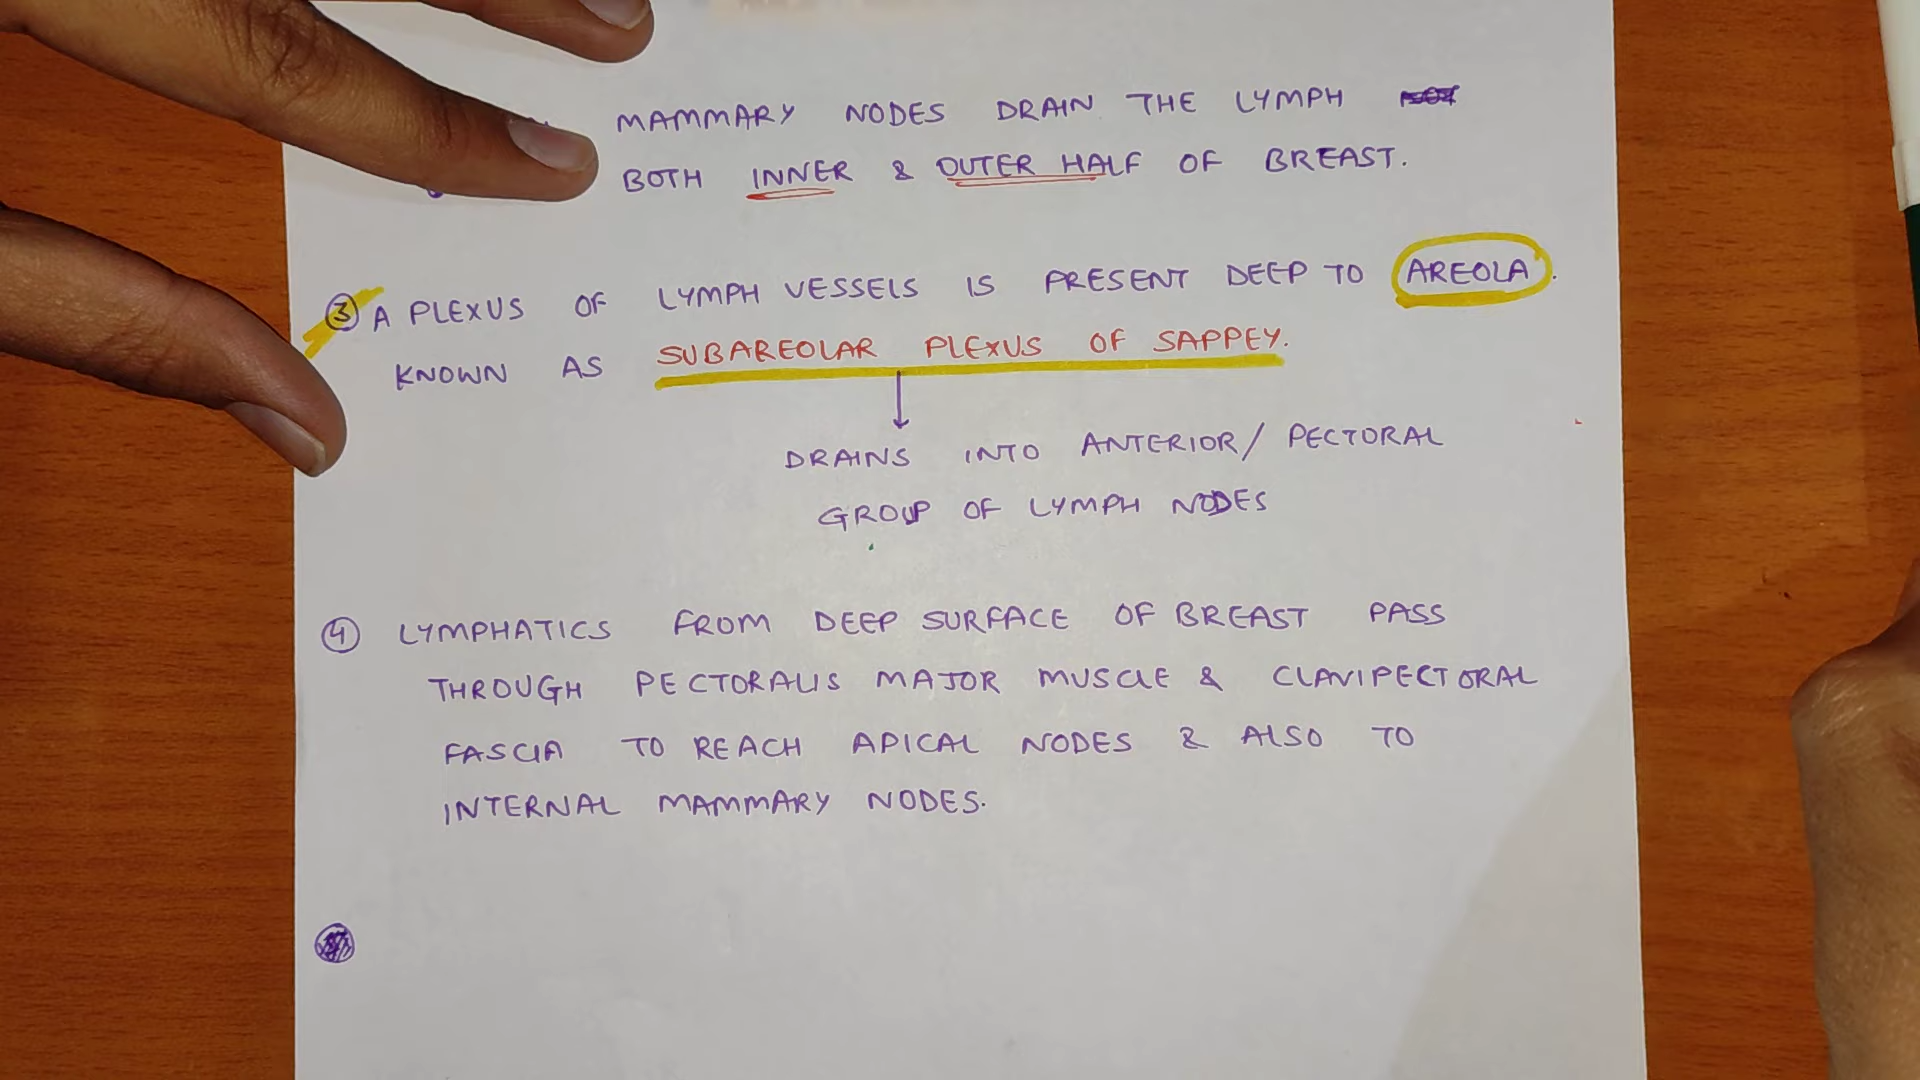 MAMMARY NODES DRAIN THE LYMPH
BOTH INNER & OUTER HALF OF BREAST.
③ A PLEXUS OF LYMPH VESSELS IS PRESENT DEEP TO AREOLA.
KNOWN AS SUBAREOLAR PLEXUS OF SAPPEY.
DRAINS INTO ANTERIOR/ PECTORAL
GROUP OF LYMPH NODES
④ LYMPHATICS FROM DEEP SURFACE OF BREAST PASS
THROUGH PECTORALIS MAJOR MUSCLE & CLAVIPECTORAL
FASCIA TO REACH APICAL NODES & ALSO TO
INTERNAL MAMMARY NODES.